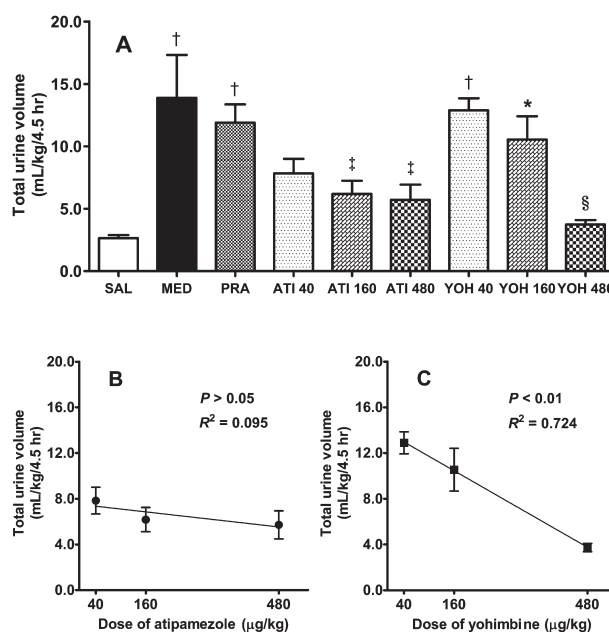 A
Total urine volume
(mL/kg/4.5 hr)
20.0
15.0
10.0
5.0
0.0
† † ‡ ‡ † * §
SAL MED PRA ATI 40 ATI 160 ATI 480 YOH 40 YOH 160 YOH 480
B
Total urine volume
(mL/kg/4.5 hr)
20.0
16.0
12.0
8.0
4.0
0.0
P > 0.05
R² = 0.095
40 160 480
Dose of atipamezole (µg/kg)
C
Total urine volume
(mL/kg/4.5 hr)
20.0
16.0
12.0
8.0
4.0
0.0
P < 0.01
R² = 0.724
40 160 480
Dose of yohimbine (µg/kg)